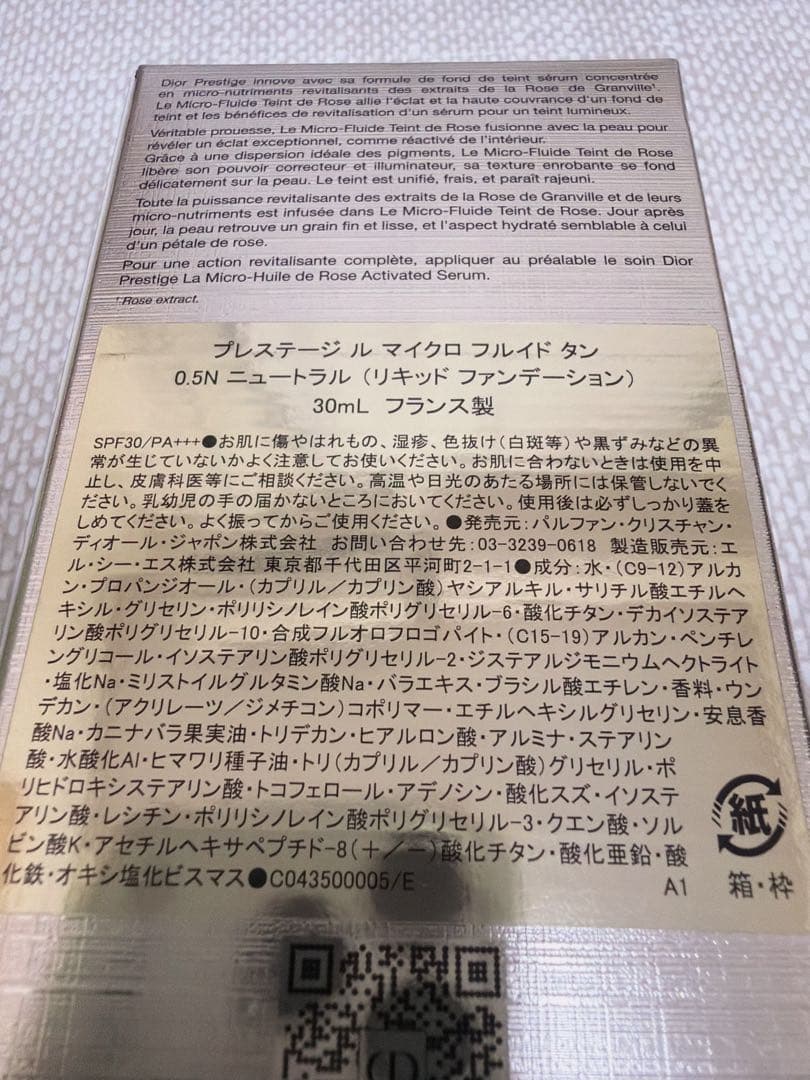 Dior Prestige innove avec sa formule de fond de teint sérum concentrée
en micro-nutriments revitalisants des extraits de la Rose de Granville¹.
Le Micro-Fluide Teint de Rose allie l'éclat et la haute couvrance d'un fond de
teint et les bénéfices de revitalisation d'un sérum pour un teint lumineux.
Véritable prouesse, Le Micro-Fluide Teint de Rose fusionne avec la peau pour
révéler un éclat exceptionnel, comme réactivé de l'intérieur.
Grâce à une dispersion idéale des pigments, Le Micro-Fluide Teint de Rose
libère son pouvoir correcteur et illuminateur, sa texture enrobante se fond
délicatement sur la peau. Le teint est unifié, frais, et paraît rajeuni.
Toute la puissance revitalisante des extraits de la Rose de Granville et de leurs
micro-nutriments est infusée dans Le Micro-Fluide Teint de Rose. Jour après
jour, la peau retrouve un grain fin et lisse, et l'aspect hydraté semblable à celui
d'un pétale de rose.
Pour une action revitalisante complète, appliquer au préalable le soin Dior
Prestige La Micro-Huile de Rose Activated Serum.
¹ Rose extract.
プレステージ ル マイクロ フルイド タン
0.5N ニュートラル（リキッド ファンデーション）
30mL フランス製
SPF30/PA+++●お肌に傷やはれもの、湿疹、色抜け(白斑等)や黒ずみなどの異
常が生じていないかよく注意してお使いください。お肌に合わないときは使用を中
止し、皮膚科医等にご相談ください。高温や日光のあたる場所には保管しないでく
ださい。乳幼児の手の届かないところにおいてください。使用後は必ずしっかり蓋を
しめてください。よく振ってからご使用ください。●発売元：パルファン・クリスチャン・
ディオール・ジャポン株式会社 お問い合わせ先：03-3239-0618 製造販売元：エ
ル・シー・エス株式会社 東京都千代田区平河町2-1-1●成分：水・(C9-12)アルカ
ン・プロパンジオール・(カプリル／カプリン酸)ヤシアルキル・サリチル酸エチルヘ
キシル・グリセリン・ポリリシノレイン酸ポリグリセリル-6・酸化チタン・デカイソステア
リン酸ポリグリセリル-10・合成フルオロフロゴパイト・(C15-19)アルカン・ペンチレ
ングリコール・イソステアリン酸ポリグリセリル-2・ジステアルジモニウムヘクトライト
・塩化Na・ミリストイルグルタミン酸Na・バラエキス・ブラシル酸エチレン・香料・ウン
デカン・(アクリレーツ／ジメチコン)コポリマー・エチルヘキシルグリセリン・安息香
酸Na・カニナバラ果実油・トリデカン・ヒアルロン酸・アルミナ・ステアリン
酸・水酸化Al・ヒマワリ種子油・トリ(カプリル／カプリン酸)グリセリル・ポ
リヒドロキシステアリン酸・トコフェロール・アデノシン・酸化スズ・イソステ
アリン酸・レシチン・ポリリシノレイン酸ポリグリセリル-3・クエン酸・ソル
ビン酸K・アセチルヘキサペプチド-8(＋／－)酸化チタン・酸化亜鉛・酸
化鉄・オキシ塩化ビスマス●C043500005/E
A1
紙
箱・枠
CD